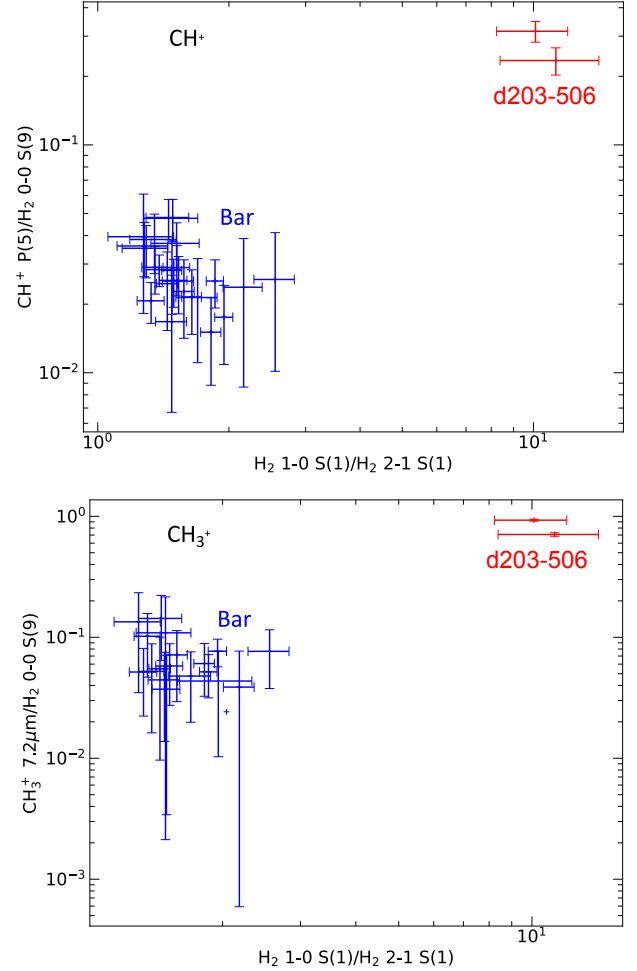 CH⁺
d203-506
Bar
CH⁺ P(5)/H₂ 0-0 S(9)
10⁻¹
10⁻²
10⁰
10¹
H₂ 1-0 S(1)/H₂ 2-1 S(1)
CH₃⁺
d203-506
Bar
CH₃⁺ 7.2μm/H₂ 0-0 S(9)
10⁰
10⁻¹
10⁻²
10⁻³
10¹
H₂ 1-0 S(1)/H₂ 2-1 S(1)